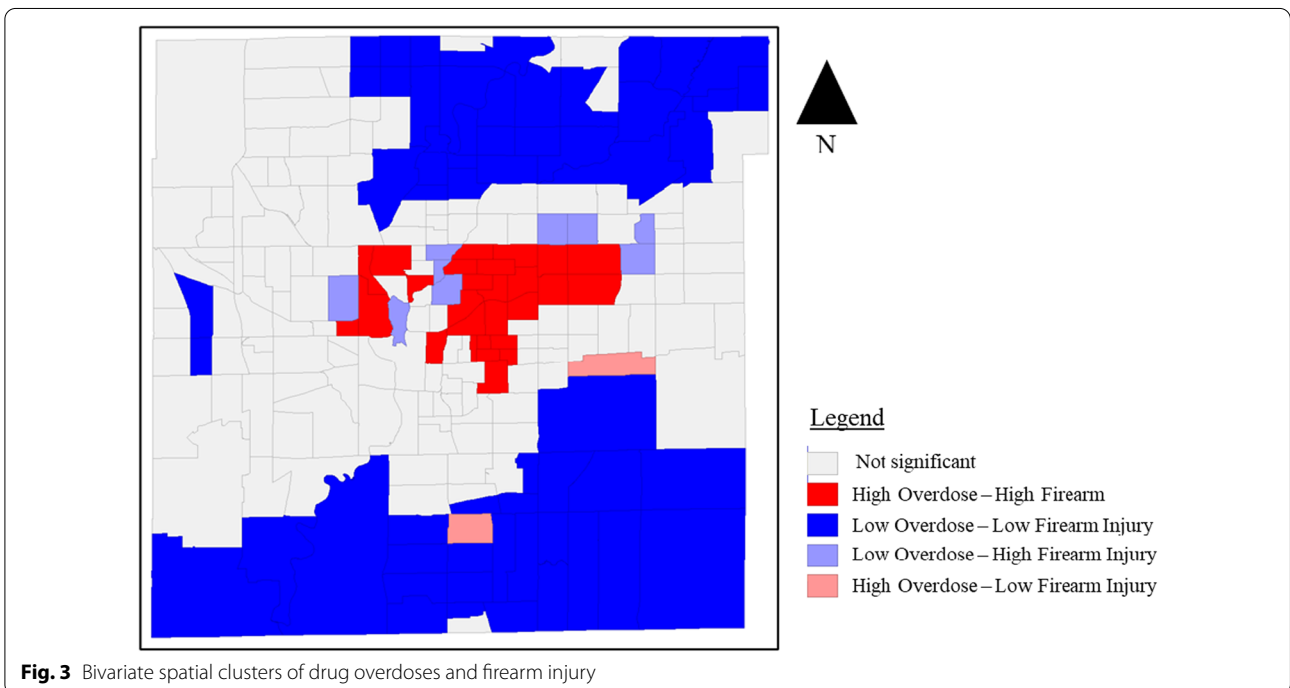 N
Legend
Not significant
High Overdose – High Firearm
Low Overdose – Low Firearm Injury
Low Overdose – High Firearm Injury
High Overdose – Low Firearm Injury
Fig. 3 Bivariate spatial clusters of drug overdoses and firearm injury